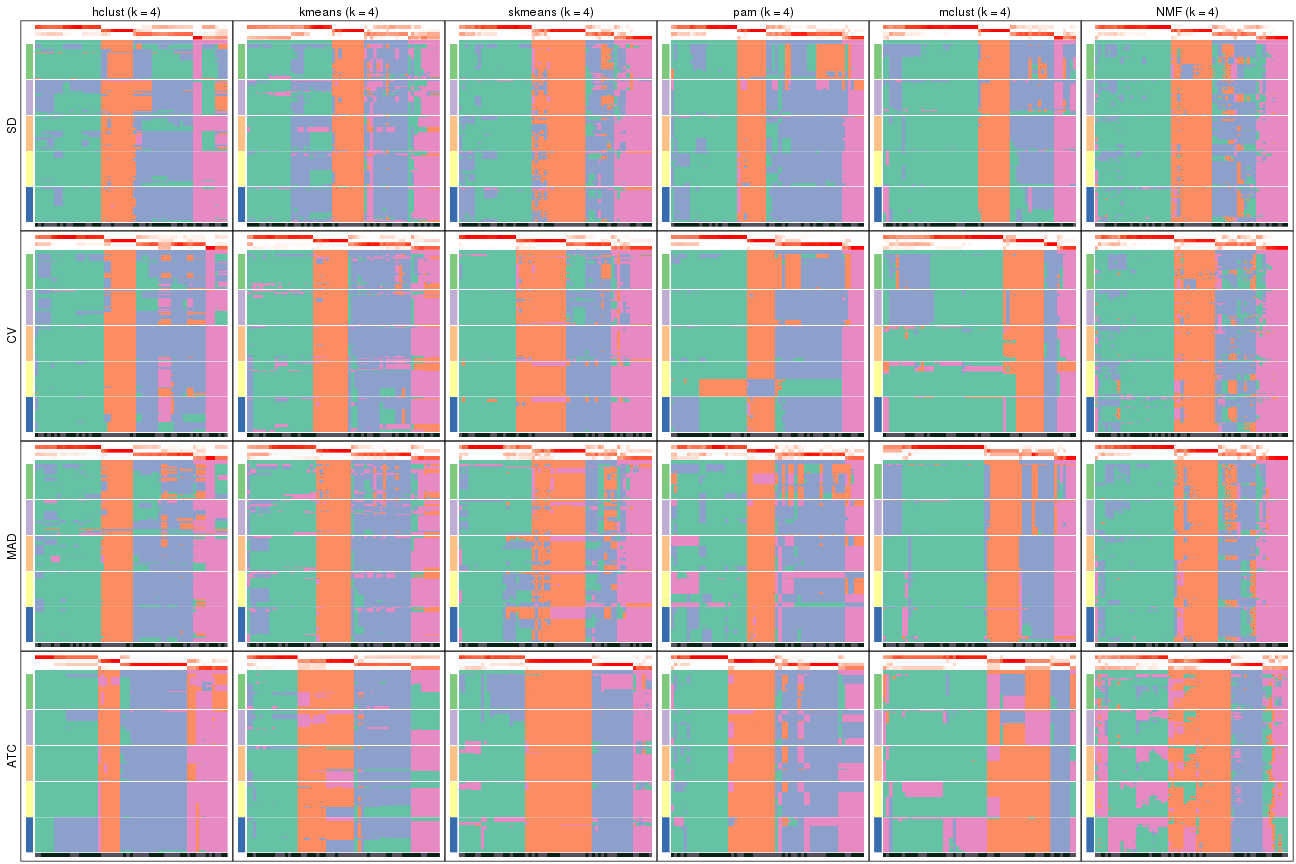 hclust (k = 4)
kmeans (k = 4)
skmeans (k = 4)
pam (k = 4)
mclust (k = 4)
NMF (k = 4)
SD
CV
MAD
ATC